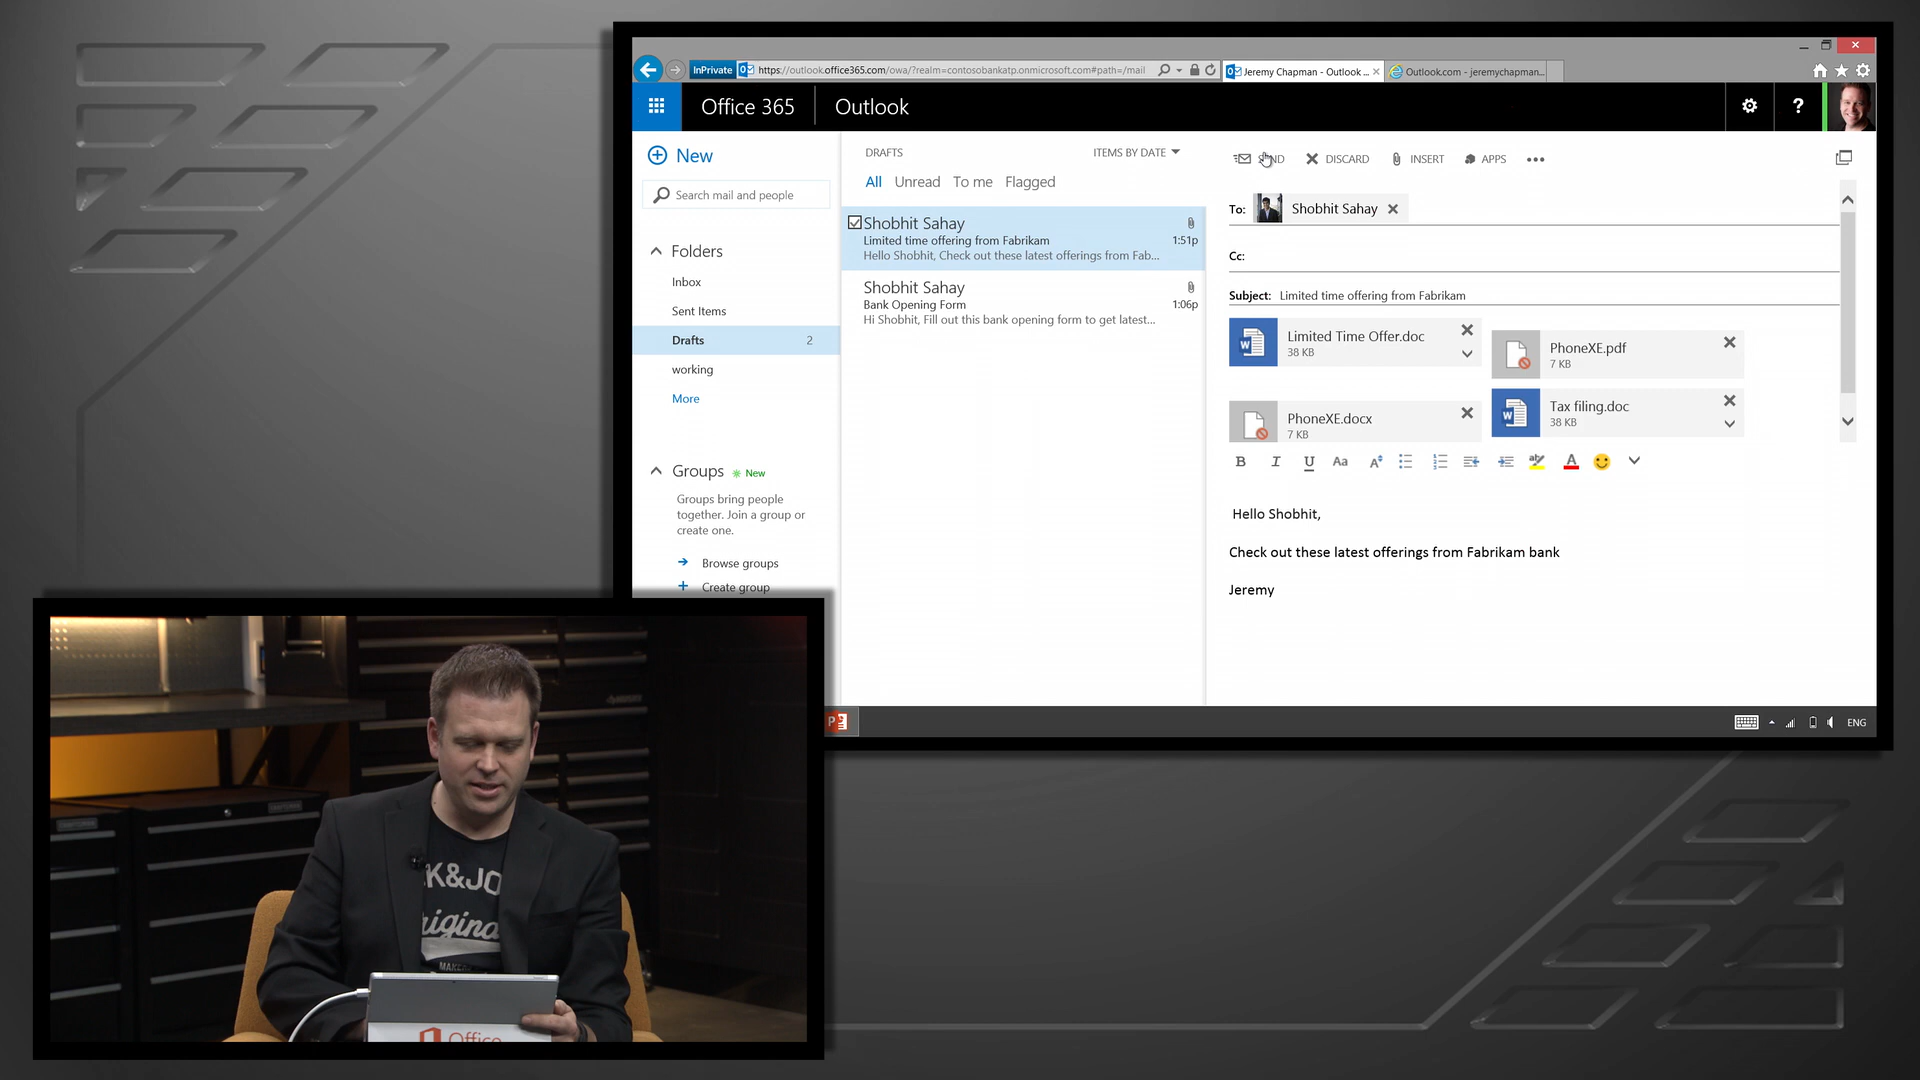 InPrivate
https://outlook.office365.com/owa/?realm=contosobankatp.onmicrosoft.com#path=/mail
Jeremy Chapman - Outlook ...
Outlook.com - jeremychapman...
Office 365
Outlook
?
New
Search mail and people
Folders
Inbox
Sent Items
Drafts 2
working
More
Groups New
Groups bring people
together. Join a group or
create one.
Browse groups
Create group
DRAFTS
ITEMS BY DATE
All Unread To me Flagged
Shobhit Sahay
Limited time offering from Fabrikam 1:51p
Hello Shobhit, Check out these latest offerings from Fab...
Shobhit Sahay
Bank Opening Form 1:06p
Hi Shobhit, Fill out this bank opening form to get latest...
DISCARD INSERT APPS
To: Shobhit Sahay
Cc:
Subject: Limited time offering from Fabrikam
Limited Time Offer.doc
38 KB
PhoneXE.pdf
7 KB
PhoneXE.docx
7 KB
Tax filing.doc
38 KB
B I U Aa A
Hello Shobhit,
Check out these latest offerings from Fabrikam bank
Jeremy
ENG
K&JO
rigina
MAKE
Office